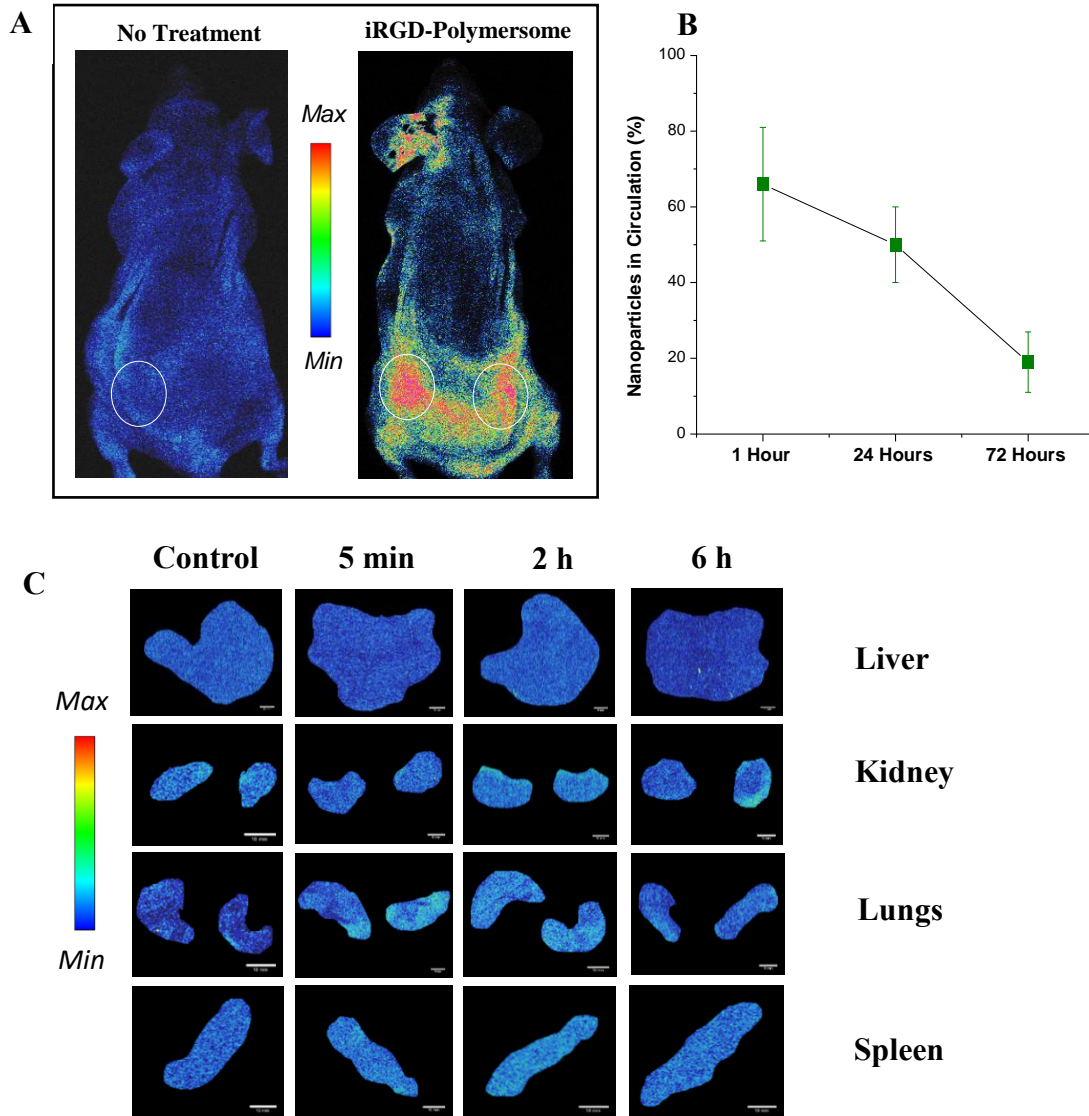 A
No Treatment
iRGD-Polymersome
Max
Min
B
Nanoparticles in Circulation (%)
100
80
60
40
20
0
1 Hour
24 Hours
72 Hours
C
Control
5 min
2 h
6 h
Max
Min
Liver
Kidney
Lungs
Spleen